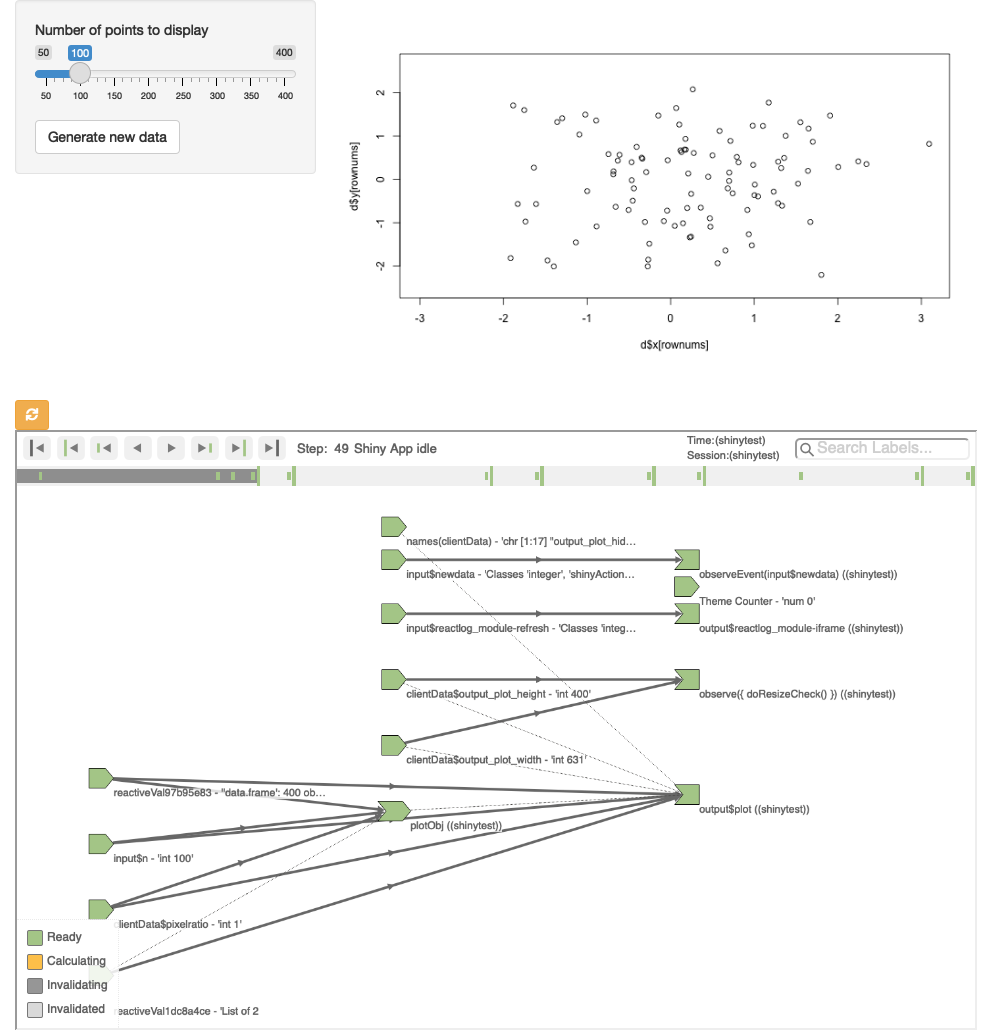 Number of points to display
50 100 400
50 100 150 200 250 300 350 400
Generate new data
2
1
0
-1
-2
d$y[rownums]
-3 -2 -1 0 1 2 3
d$x[rownums]
Step: 49 Shiny App idle
Time:(shinytest)
Session:(shinytest)
Search Labels...
names(clientData) - 'chr [1:17] "output_plot_hid...
input$newdata - 'Classes 'integer', 'shinyAction...
observeEvent(input$newdata) ((shinytest))
Theme Counter - 'num 0'
input$reactlog_module-refresh - 'Classes 'integ...
output$reactlog_module-iframe ((shinytest))
clientData$output_plot_height - 'int 400'
observe({ doResizeCheck() }) ((shinytest))
clientData$output_plot_width - 'int 631'
reactiveVal97b95e83 - "data.frame': 400 ob...
output$plot ((shinytest))
plotObj ((shinytest))
input$n - 'int 100'
clientData$pixelratio - 'int 1'
Ready
Calculating
Invalidating
Invalidated
eactiveVal1dc8a4ce - 'List of 2